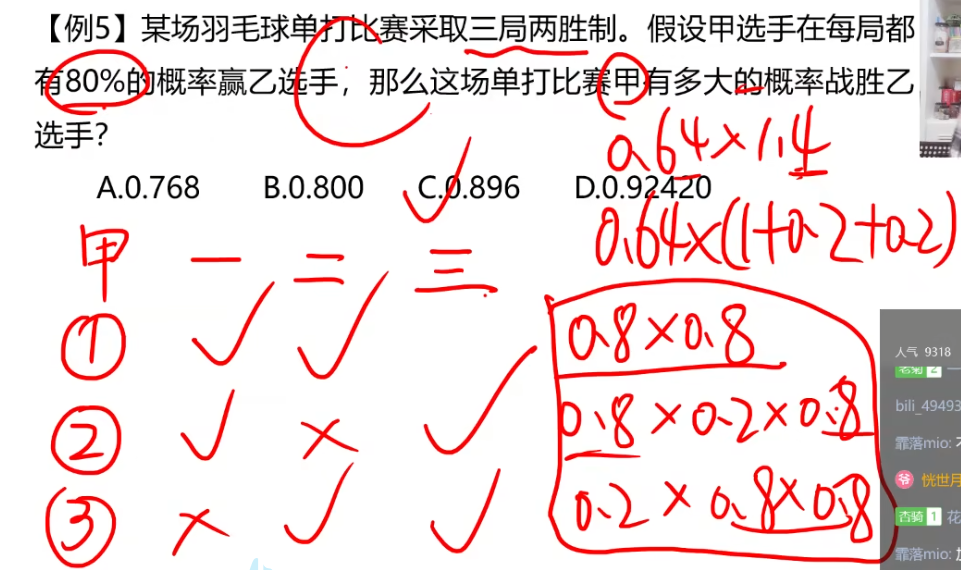 【例5】某场羽毛球单打比赛采取三局两胜制。假设甲选手在每局都
有80%的概率赢乙选手，那么这场单打比赛甲有多大的概率战胜乙
选手？
0.64×1.4
A.0.768 B.0.800 C.0.896 D.0.92420
0.64×(1+0.2+0.2)
甲 一 二 三
① ✓ ✓ 0.8×0.8
② ✓ × ✓ 0.8×0.2×0.8
③ × ✓ ✓ 0.2×0.8×0.8
人气 9318
2 一
bili_49493
霏落mio:
恍世月
杏骑 1 花
霏落mio: